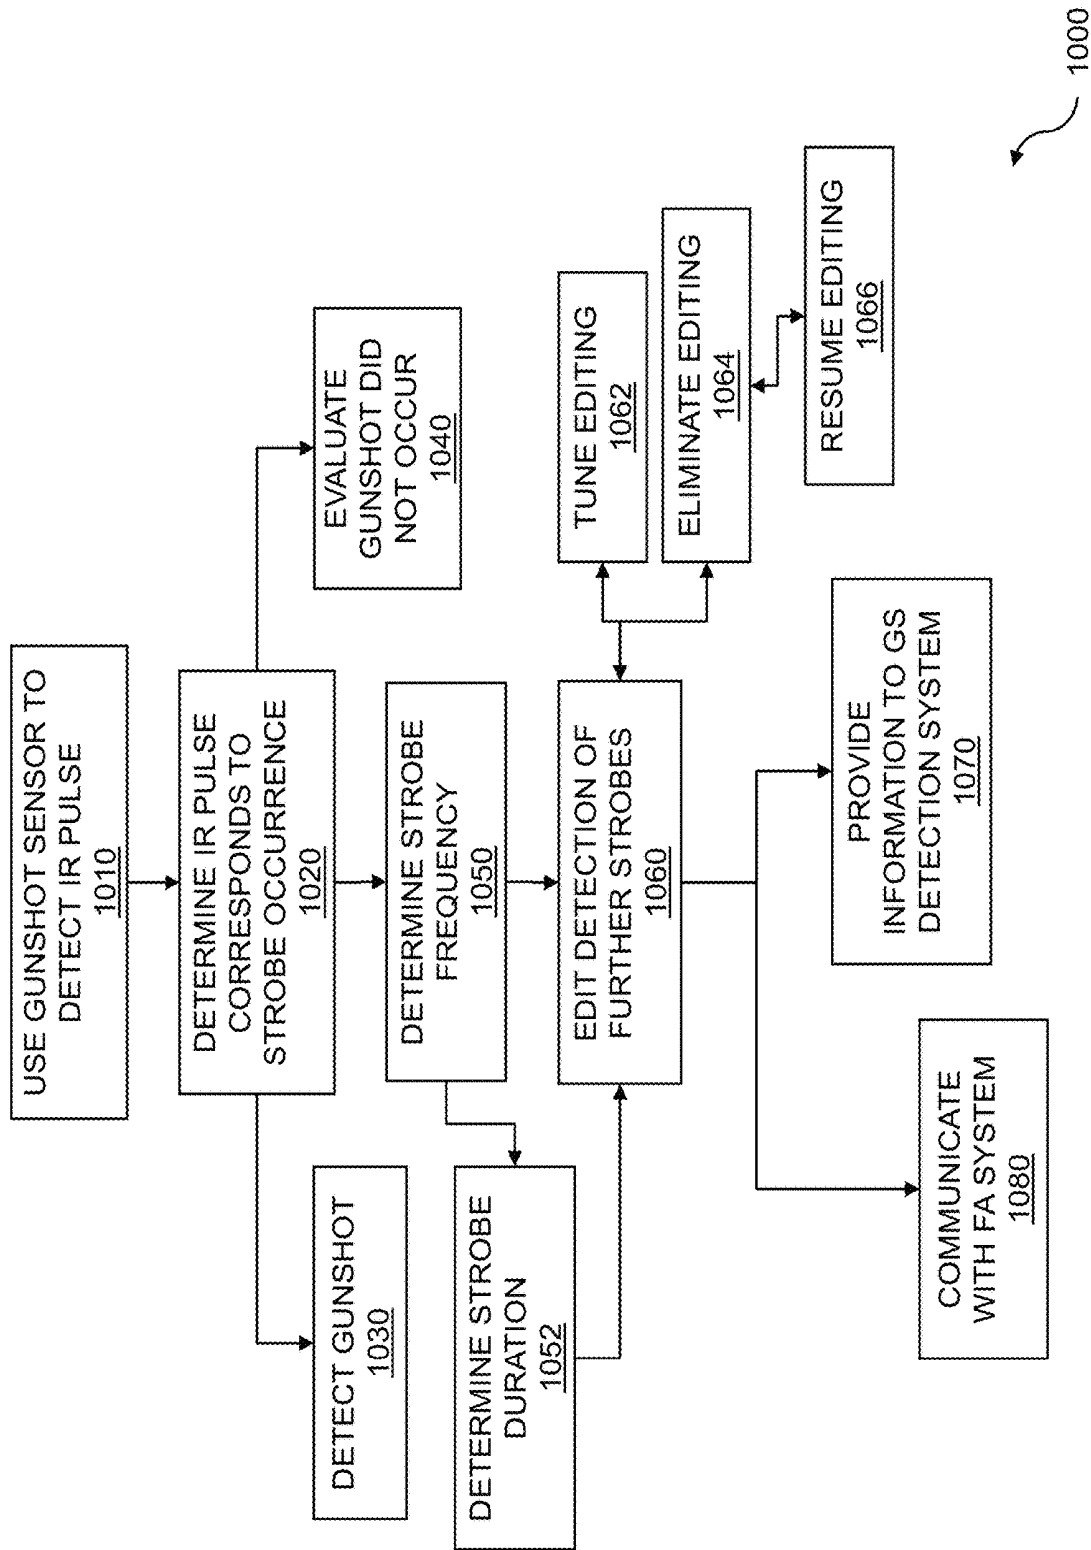 USE GUNSHOT SENSOR TO
DETECT IR PULSE
1010
DETERMINE IR PULSE
CORRESPONDS TO
STROBE OCCURRENCE
1020
DETECT GUNSHOT
1030
EVALUATE
GUNSHOT DID
NOT OCCUR
1040
DETERMINE STROBE
FREQUENCY
1050
DETERMINE STROBE
DURATION
1052
EDIT DETECTION OF
FURTHER STROBES
1060
TUNE EDITING
1062
ELIMINATE EDITING
1064
RESUME EDITING
1066
PROVIDE
INFORMATION TO GS
DETECTION SYSTEM
1070
COMMUNICATE
WITH FA SYSTEM
1080
1000